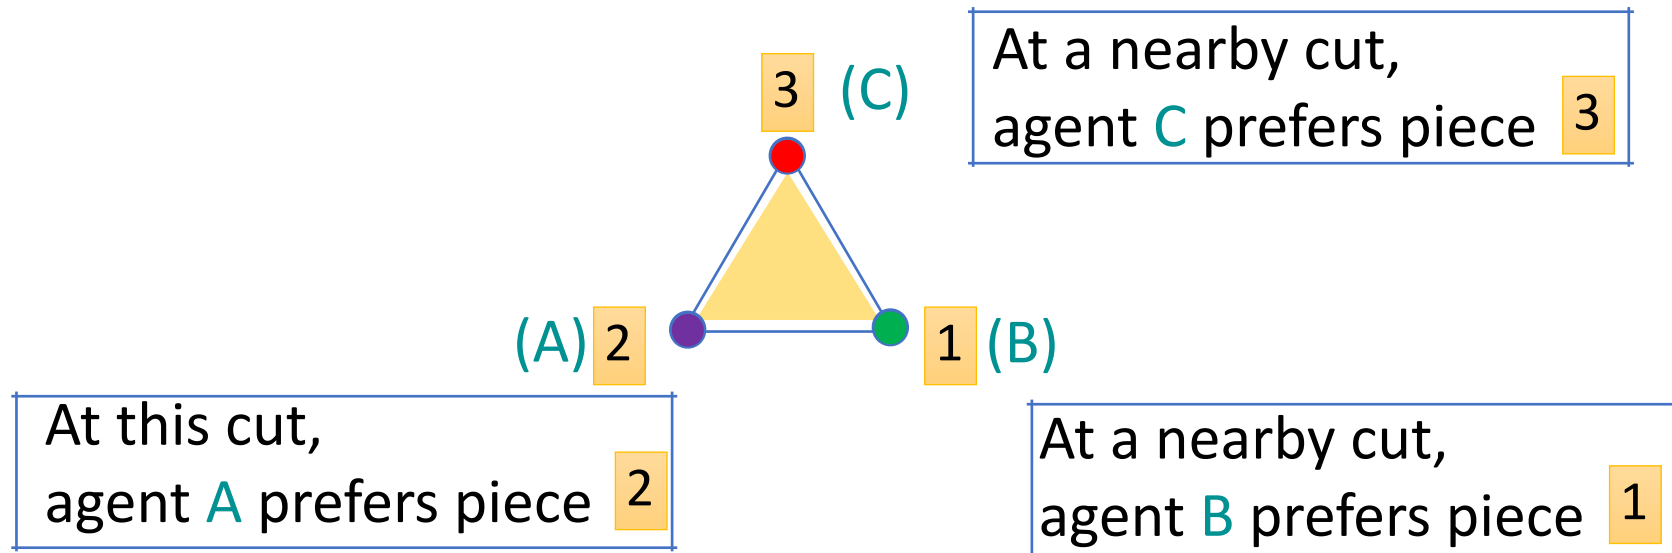 At a nearby cut,
agent C prefers piece 3
3 (C)
(A) 2
1 (B)
At this cut,
agent A prefers piece 2
At a nearby cut,
agent B prefers piece 1